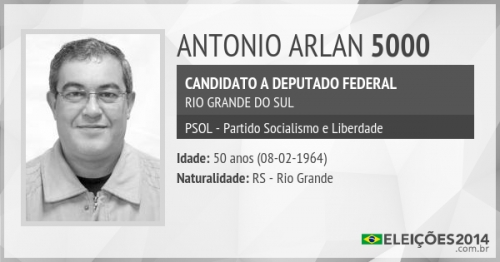 ANTONIO ARLAN 5000
CANDIDATO A DEPUTADO FEDERAL
RIO GRANDE DO SUL
PSOL - Partido Socialismo e Liberdade
Idade: 50 anos (08-02-1964)
Naturalidade: RS - Rio Grande
ELEIÇÕES2014
.com.br